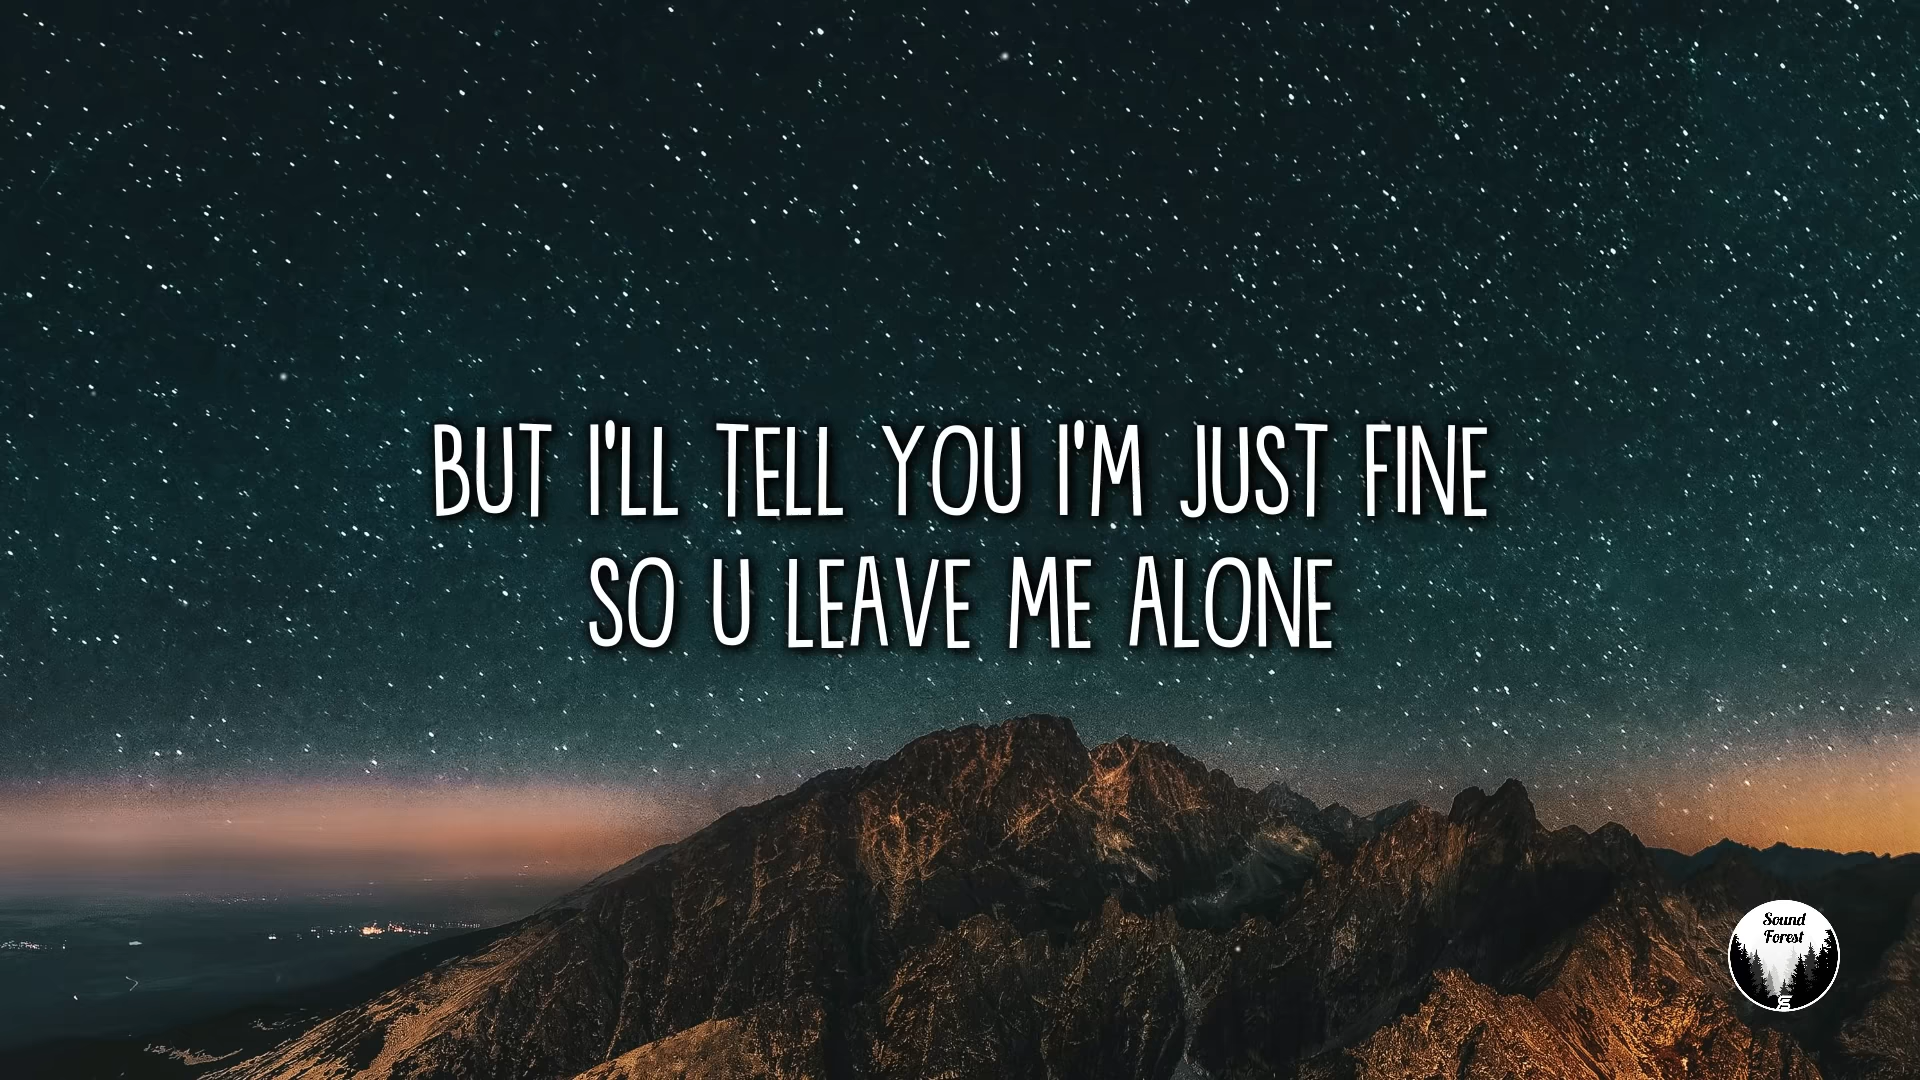 BUT I'LL TELL YOU I'M JUST FINE
SO U LEAVE ME ALONE
Sound
Forest